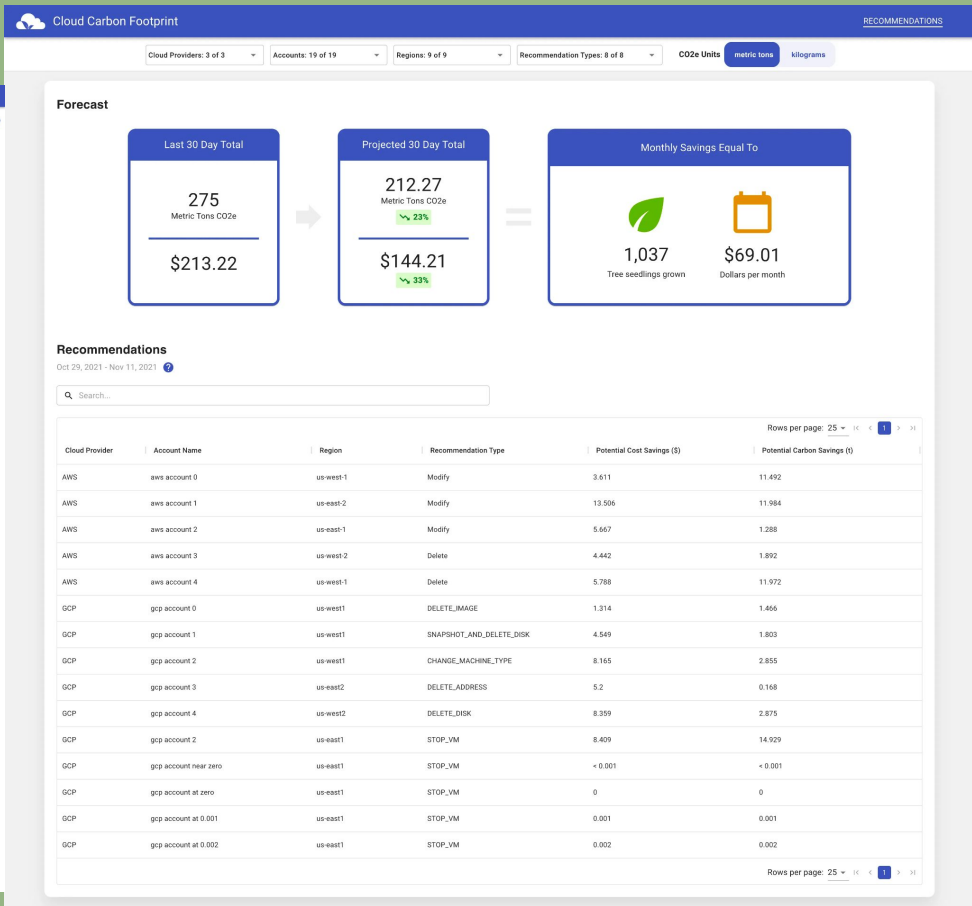 Cloud Carbon Footprint
RECOMMENDATIONS
Cloud Providers: 3 of 3
Accounts: 19 of 19
Regions: 9 of 9
Recommendation Types: 8 of 8
CO2e Units
metric tons
kilograms
Forecast
Last 30 Day Total
275
Metric Tons CO2e
$213.22
Projected 30 Day Total
212.27
Metric Tons CO2e
23%
$144.21
33%
Monthly Savings Equal To
1,037
Tree seedlings grown
$69.01
Dollars per month
Recommendations
Oct 29, 2021 - Nov 11, 2021 ?
Search...
Rows per page: 25 1
Cloud Provider Account Name Region Recommendation Type Potential Cost Savings ($) Potential Carbon Savings (t)
AWS aws account 0 us-west-1 Modify 3.611 11.492
AWS aws account 1 us-east-2 Modify 13.506 11.984
AWS aws account 2 us-east-1 Modify 5.667 1.288
AWS aws account 3 us-west-2 Delete 4.442 1.892
AWS aws account 4 us-west-1 Delete 5.788 11.972
GCP gcp account 0 us-west1 DELETE_IMAGE 1.314 1.466
GCP gcp account 1 us-west1 SNAPSHOT_AND_DELETE_DISK 4.549 1.803
GCP gcp account 2 us-west1 CHANGE_MACHINE_TYPE 8.165 2.855
GCP gcp account 3 us-east2 DELETE_ADDRESS 5.2 0.168
GCP gcp account 4 us-west2 DELETE_DISK 8.359 2.875
GCP gcp account 2 us-east1 STOP_VM 8.409 14.929
GCP gcp account near zero us-east1 STOP_VM < 0.001 < 0.001
GCP gcp account at zero us-east1 STOP_VM 0 0
GCP gcp account at 0.001 us-east1 STOP_VM 0.001 0.001
GCP gcp account at 0.002 us-east1 STOP_VM 0.002 0.002
Rows per page: 25 1